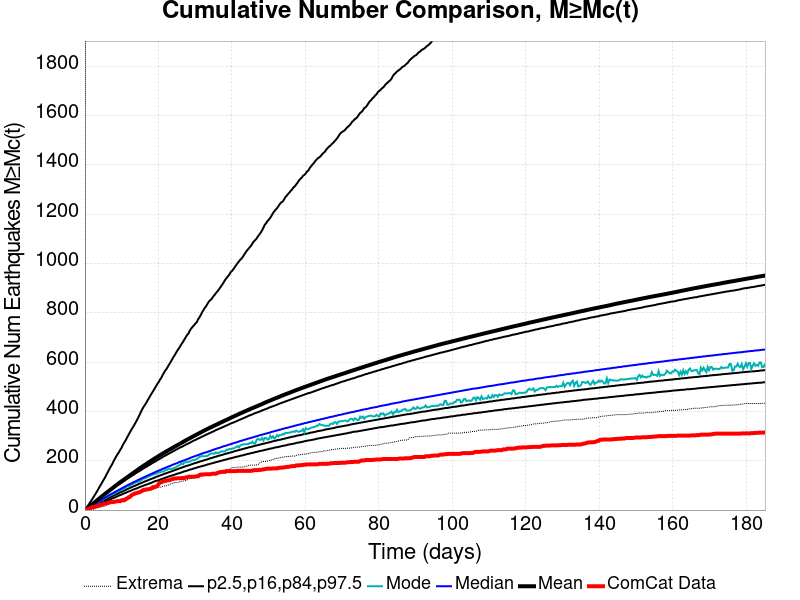 Cumulative Number Comparison, M≥Mc(t)
Cumulative Num Earthquakes M≥Mc(t)
1800
1600
1400
1200
1000
800
600
400
200
0
0 20 40 60 80 100 120 140 160 180
Time (days)
Extrema p2.5,p16,p84,p97.5 Mode Median Mean ComCat Data